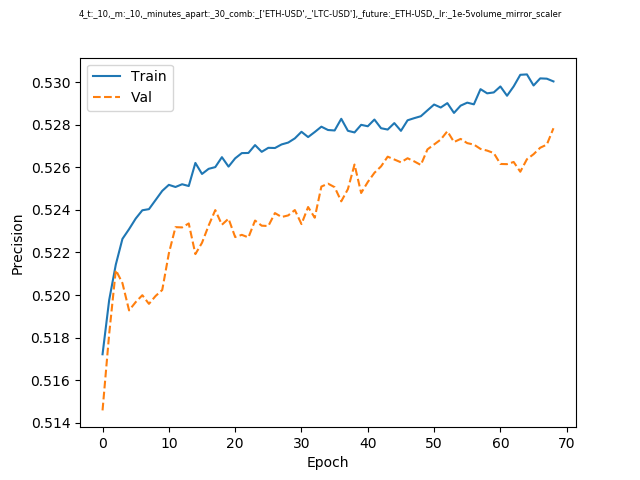 4_t:_10,_m:_10,_minutes_apart:_30_comb:_['ETH-USD',_'LTC-USD'],_future:_ETH-USD,_lr:_1e-5volume_mirror_scaler
Train
Val
0.530
0.528
0.526
0.524
0.522
0.520
0.518
0.516
0.514
Precision
0 10 20 30 40 50 60 70
Epoch